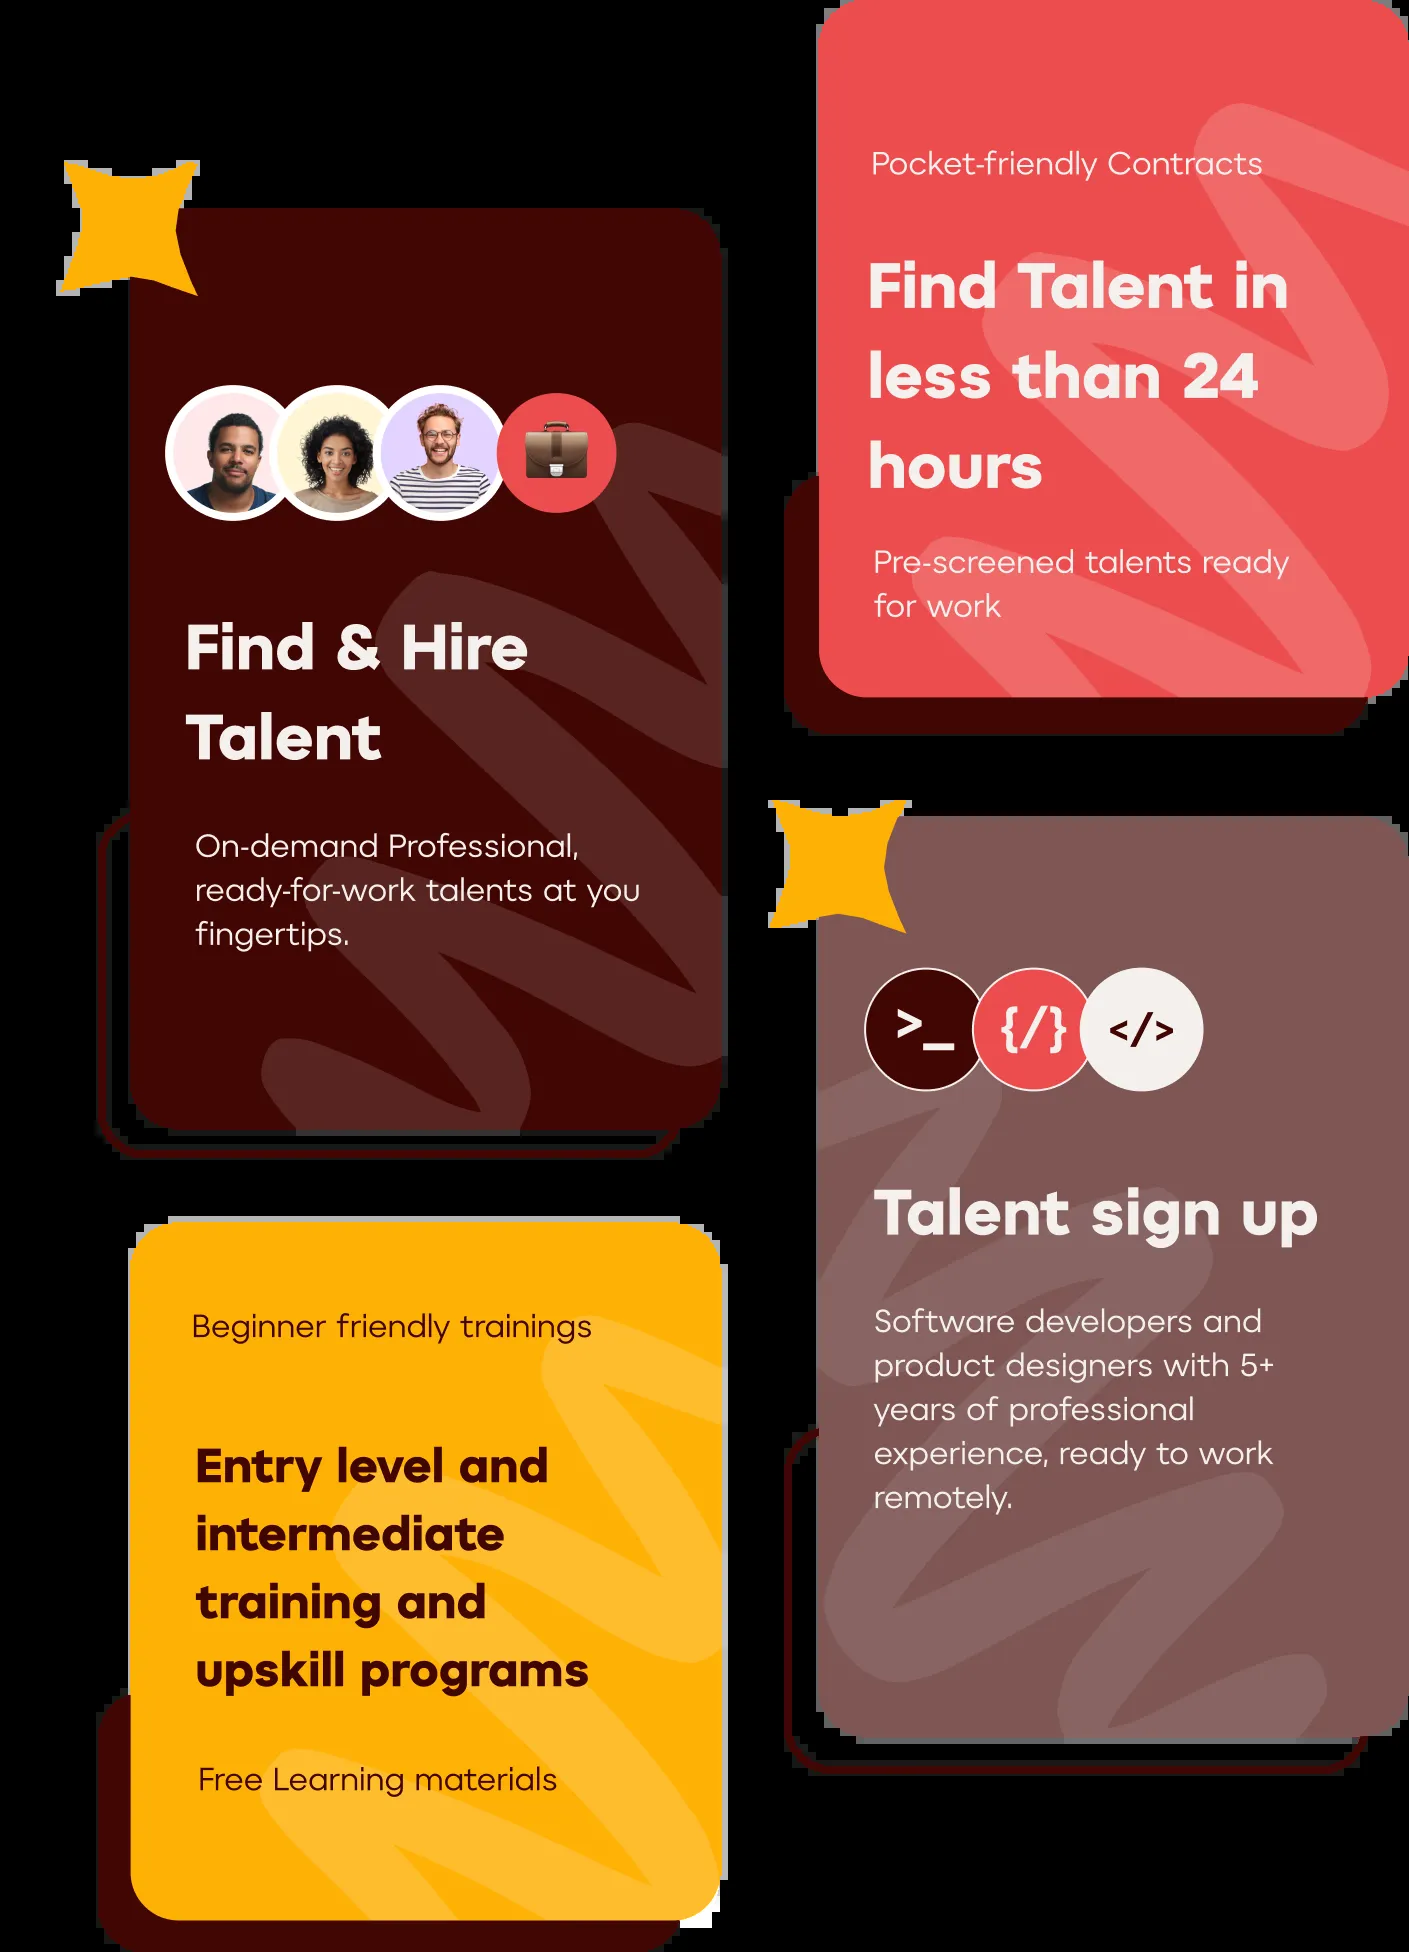 Find & Hire
Talent
On-demand Professional,
ready-for-work talents at you
fingertips.
Beginner friendly trainings
Entry level and
intermediate
training and
upskill programs
Free Learning materials
Pocket-friendly Contracts
Find Talent in
less than 24
hours
Pre-screened talents ready
for work
>_ {/} </>
Talent sign up
Software developers and
product designers with 5+
years of professional
experience, ready to work
remotely.